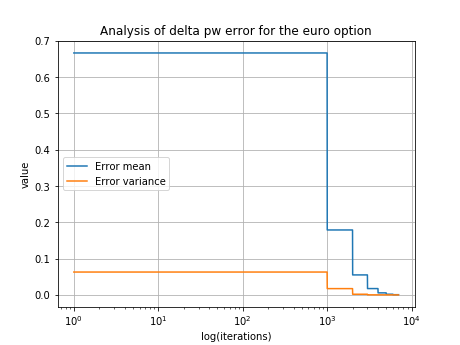 Analysis of delta pw error for the euro option
0.7
0.6
0.5
0.4
0.3
0.2
0.1
0.0
value
Error mean
Error variance
10⁰
10¹
10²
10³
10⁴
log(iterations)